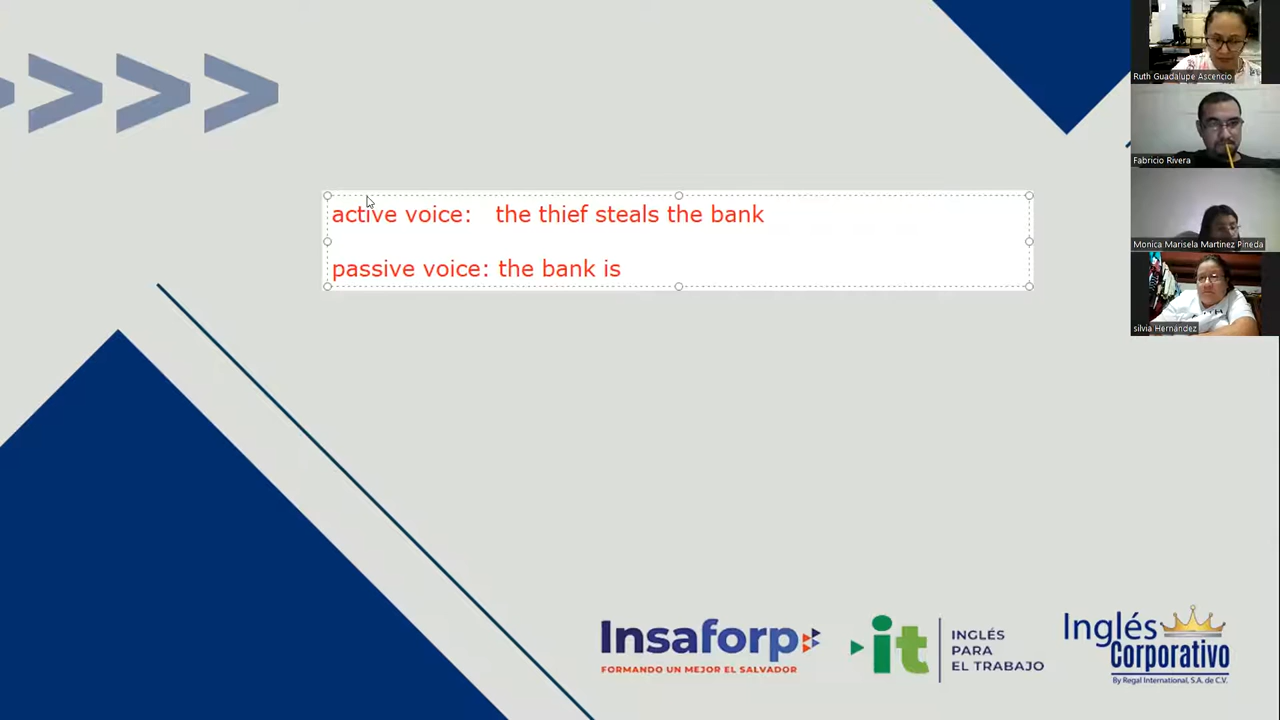 active voice: the thief steals the bank
passive voice: the bank is
Ruth Guadalupe Ascencio
Fabricio Rivera
Monica Marisela Martinez Pineda
silvia Hernández
Insaforp
FORMANDO UN MEJOR EL SALVADOR
it
INGLÉS
PARA
EL TRABAJO
Inglés
Corporativo
By Regal International, S.A. de C.V.